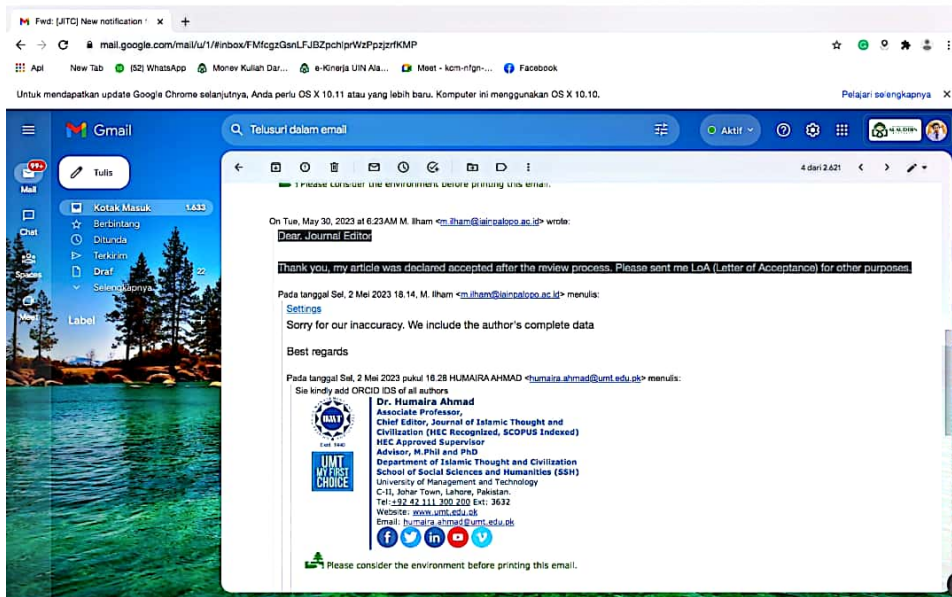 Fwd: [JITC] New notification
mail.google.com/mail/u/1/#inbox/FMfcgzGsnLFJBZpchlprWzPpzjzrfKMP
Apl New Tab (52) WhatsApp Monev Kuliah Dar... e-Kinerja UIN Ala... Meet - kcm-nfgn-... Facebook
Untuk mendapatkan update Google Chrome selanjutnya, Anda perlu OS X 10.11 atau yang lebih baru. Komputer ini menggunakan OS X 10.10. Pelajari selengkapnya
Gmail
Telusuri dalam email
Aktif
99+
Mail
Tulis
4 dari 2.621
Kotak Masuk 1.633
Berbintang
Chat
Ditunda
Terkirim
Spaces
Draf 22
Selengkapnya
Meet
Label
Please consider the environment before printing this email.
On Tue, May 30, 2023 at 6:23AM M. Ilham <m.ilham@iainpalopo.ac.id> wrote:
Dear. Journal Editor
Thank you, my article was declared accepted after the review process. Please sent me LoA (Letter of Acceptance) for other purposes.
Pada tanggal Sel, 2 Mei 2023 18.14, M. Ilham <m.ilham@iainpalopo.ac.id> menulis:
Settings
Sorry for our inaccuracy. We include the author's complete data
Best regards
Pada tanggal Sel, 2 Mei 2023 pukul 16.28 HUMAIRA AHMAD <humaira.ahmad@umt.edu.pk> menulis:
Sie kindly add ORCID IDS of all authors
UMT
UMT
MY FIRST
CHOICE
Dr. Humaira Ahmad
Associate Professor,
Chief Editor, Journal of Islamic Thought and
Civilization (HEC Recognized, SCOPUS Indexed)
HEC Approved Supervisor
Advisor, M.Phil and PhD
Department of Islamic Thought and Civilization
School of Social Sciences and Humanities (SSH)
University of Management and Technology
C-II, Johar Town, Lahore, Pakistan.
Tel:+92 42 111 300 200 Ext: 3632
Website: www.umt.edu.pk
Email: humaira.ahmad@umt.edu.pk
Please consider the environment before printing this email.